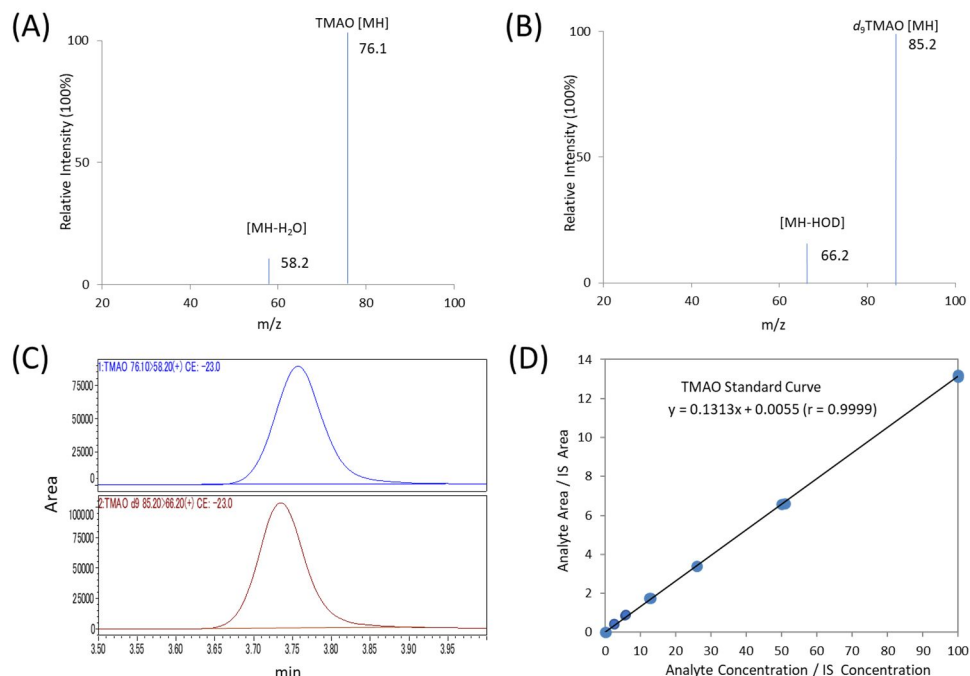 (A)
TMAO [MH]
76.1
[MH-H₂O]
58.2
Relative Intensity (100%)
100
50
0
20 40 60 80 100
m/z
(B)
d₉TMAO [MH]
85.2
[MH-HOD]
66.2
Relative Intensity (100%)
100
50
0
20 40 60 80 100
m/z
(C)
1:TMAO 76.10>58.20(+) CE: -23.0
75000
50000
25000
0
Area
2:TMAO d9 85.20>66.20(+) CE: -23.0
100000
75000
50000
25000
0
3.50 3.55 3.60 3.65 3.70 3.75 3.80 3.85 3.90 3.95
min
(D)
TMAO Standard Curve
y = 0.1313x + 0.0055 (r = 0.9999)
Analyte Area / IS Area
14
12
10
8
6
4
2
0
0 10 20 30 40 50 60 70 80 90 100
Analyte Concentration / IS Concentration